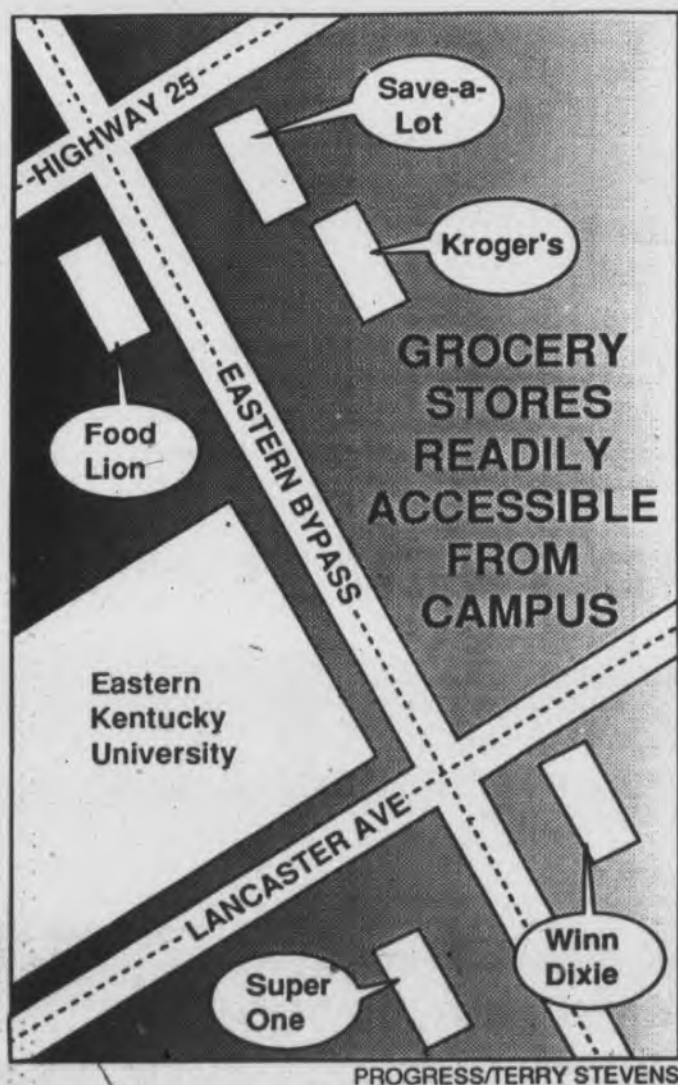 HIGHWAY 25
Save-a-
Lot
Kroger's
Food
Lion
EASTERN BYPASS
GROCERY
STORES
READILY
ACCESSIBLE
FROM
CAMPUS
Eastern
Kentucky
University
LANCASTER AVE
Winn
Dixie
Super
One
PROGRESS/TERRY STEVENS